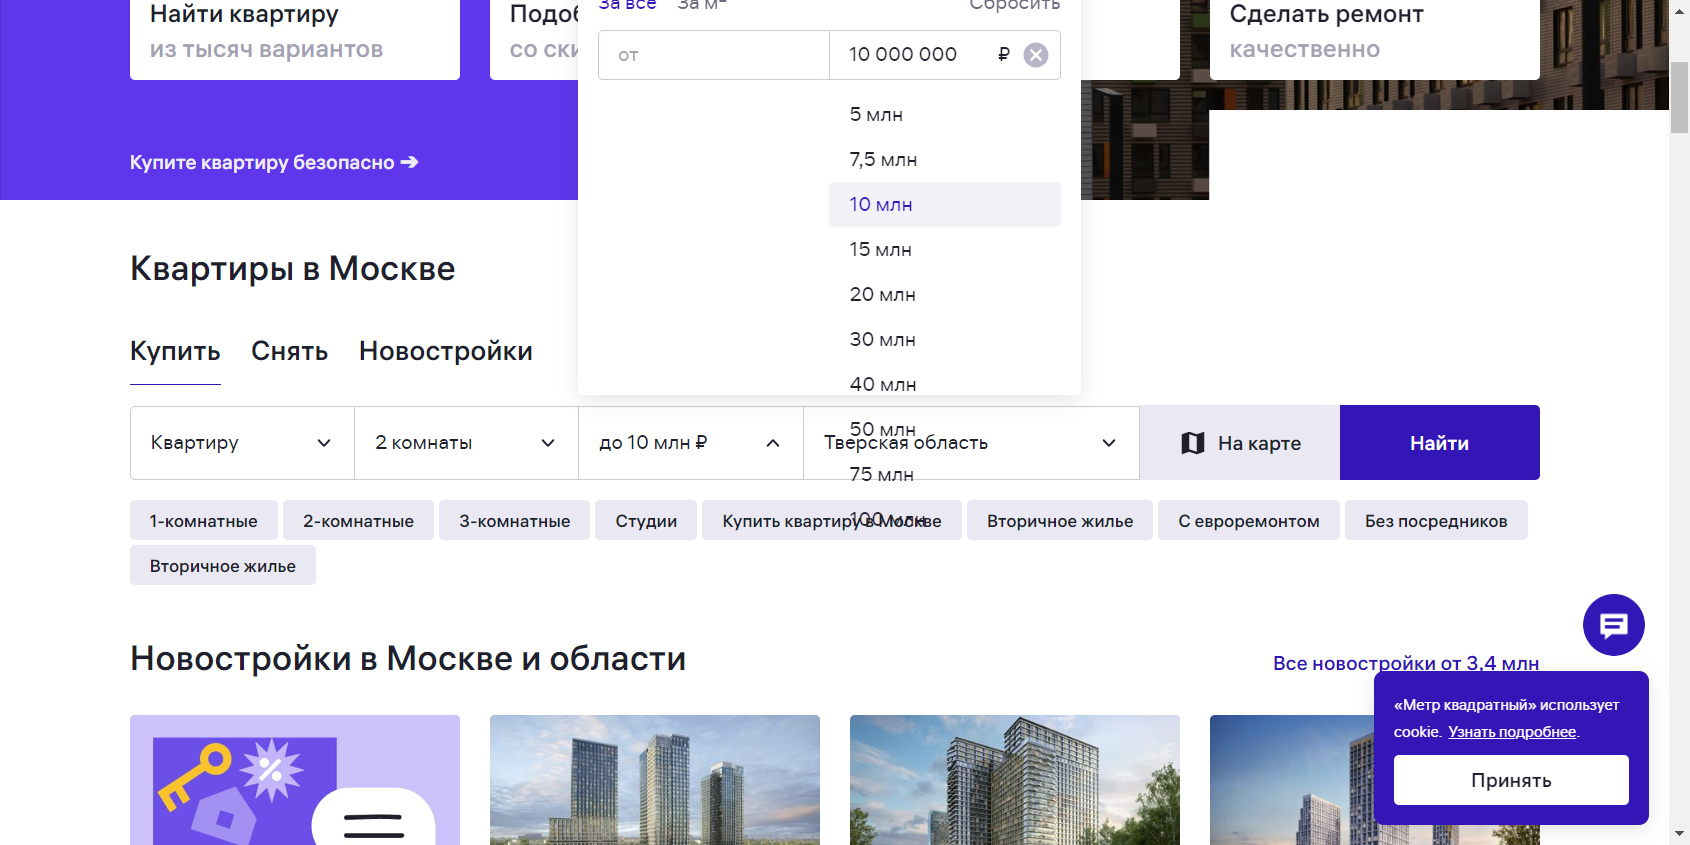 Найти квартиру
из тысяч вариантов
За всё За м²
Сбросить
Сделать ремонт
качественно
от
10 000 000 ₽
5 млн
7,5 млн
10 млн
15 млн
20 млн
30 млн
40 млн
50 млн
75 млн
100 млн
Купите квартиру безопасно →
Квартиры в Москве
Купить Снять Новостройки
Квартиру
2 комнаты
до 10 млн ₽
Тверская область
На карте
Найти
1-комнатные 2-комнатные 3-комнатные Студии Купить квартиру в Москве Вторичное жилье С евроремонтом Без посредников
Вторичное жилье
Новостройки в Москве и области
Все новостройки от 3,4 млн
%
«Метр квадратный» использует
cookie. Узнать подробнее.
Принять